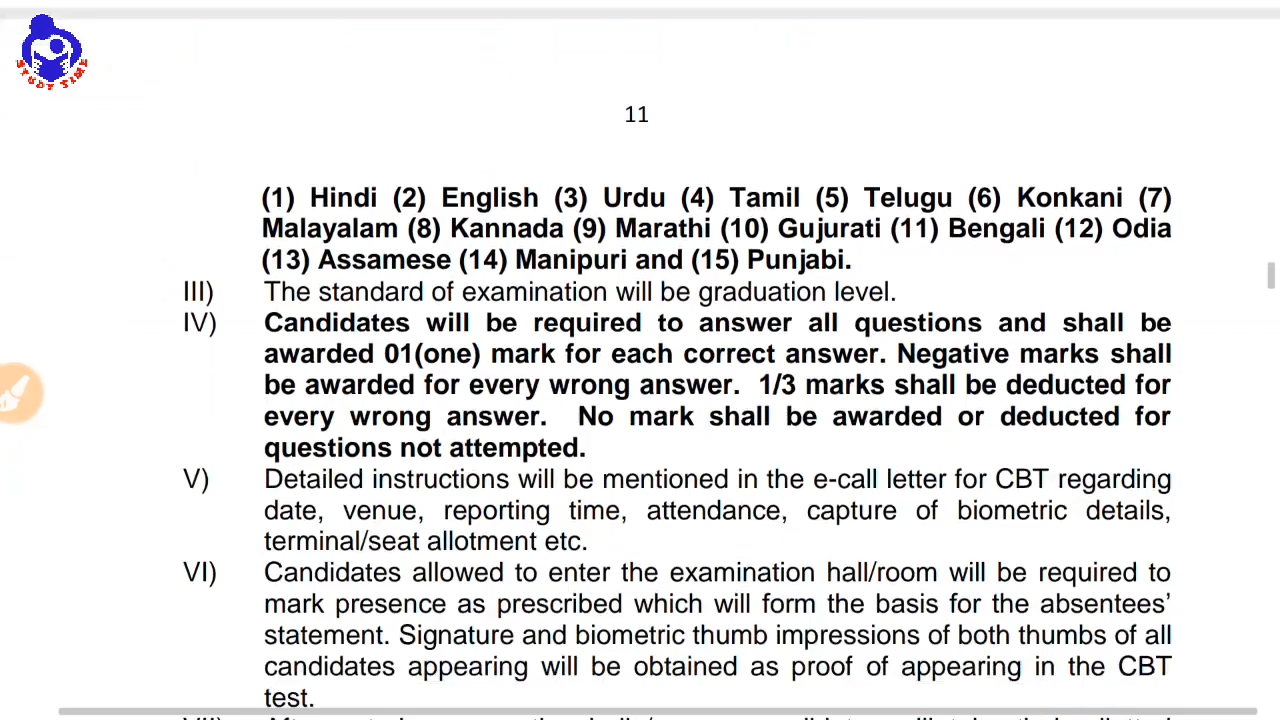 STUDY TIME
11
(1) Hindi (2) English (3) Urdu (4) Tamil (5) Telugu (6) Konkani (7)
Malayalam (8) Kannada (9) Marathi (10) Gujurati (11) Bengali (12) Odia
(13) Assamese (14) Manipuri and (15) Punjabi.
III) The standard of examination will be graduation level.
IV) Candidates will be required to answer all questions and shall be
awarded 01(one) mark for each correct answer. Negative marks shall
be awarded for every wrong answer. 1/3 marks shall be deducted for
every wrong answer. No mark shall be awarded or deducted for
questions not attempted.
V) Detailed instructions will be mentioned in the e-call letter for CBT regarding
date, venue, reporting time, attendance, capture of biometric details,
terminal/seat allotment etc.
VI) Candidates allowed to enter the examination hall/room will be required to
mark presence as prescribed which will form the basis for the absentees’
statement. Signature and biometric thumb impressions of both thumbs of all
candidates appearing will be obtained as proof of appearing in the CBT
test.